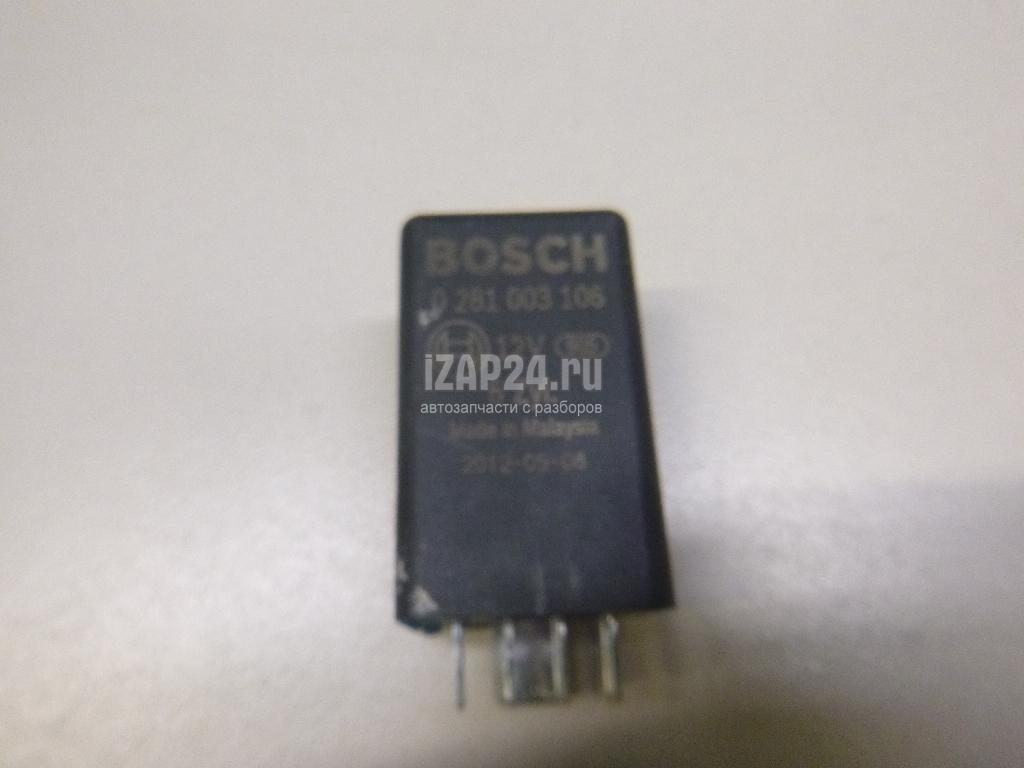 BOSCH
0 281 003 106
12V
iZAP24.ru
автозапчасти с разборов
Made in Malaysia
2012-05-08